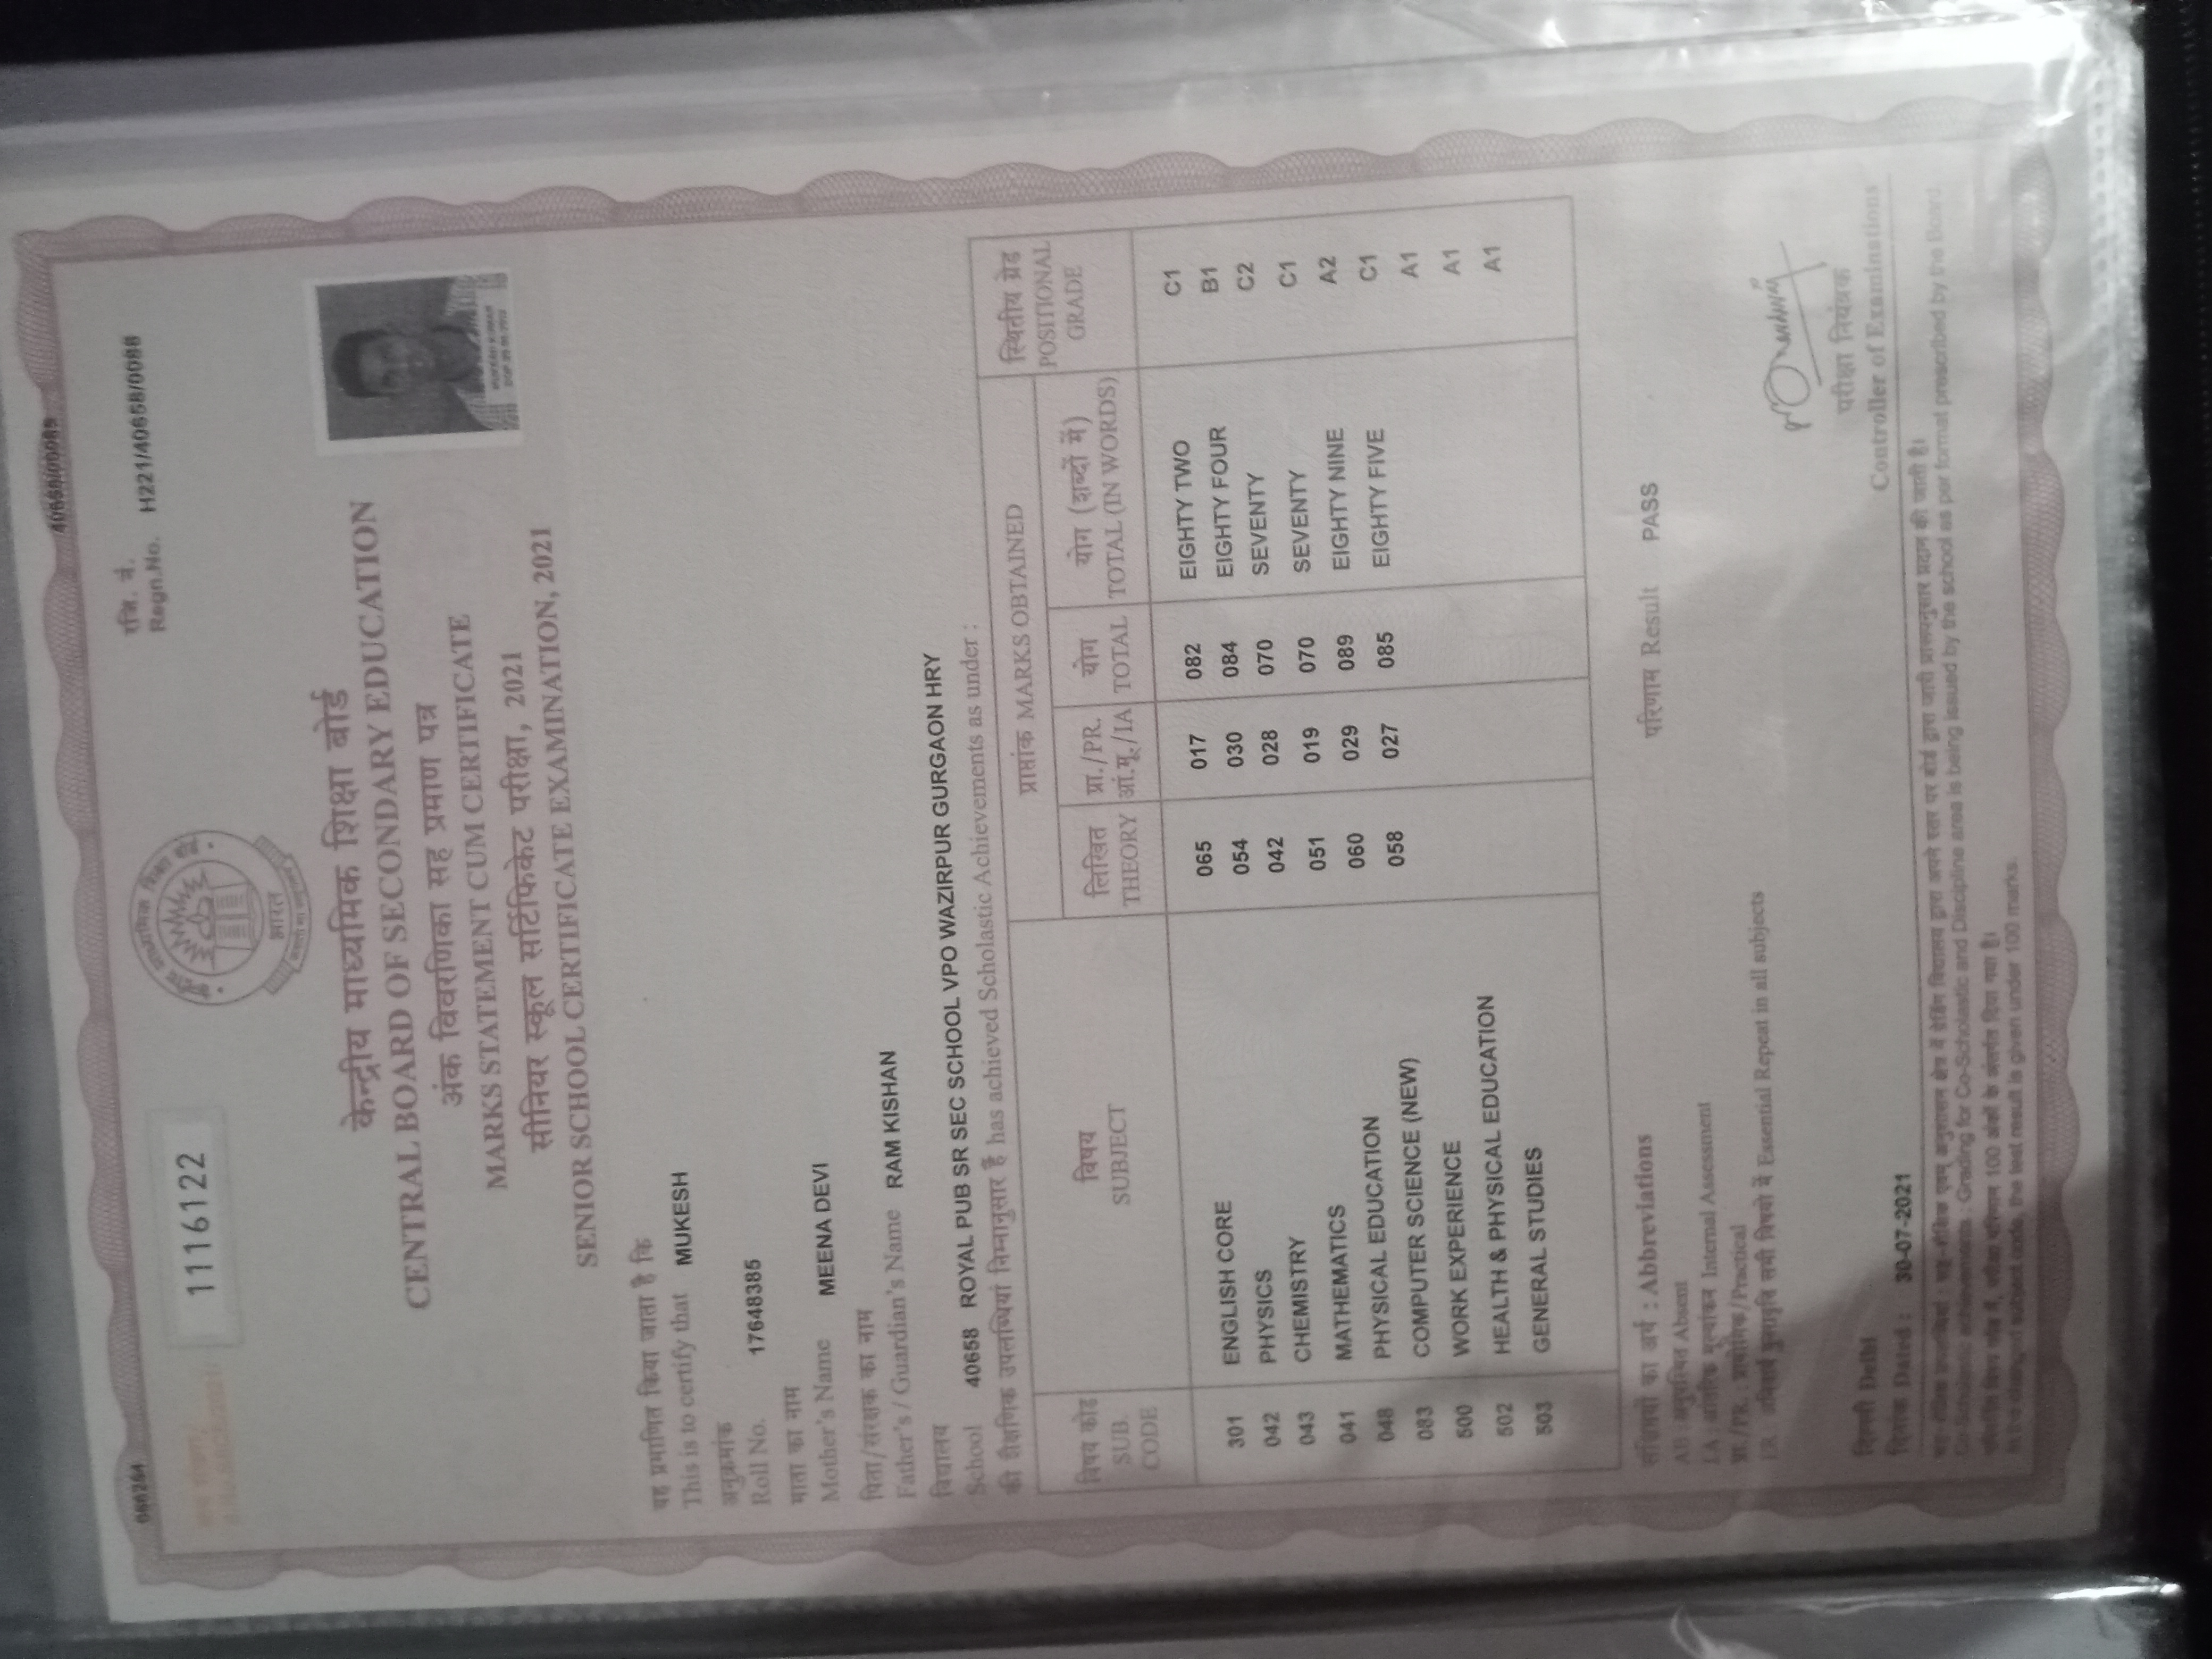 066264
40658/00089
1116122
रजि. नं.
Regn.No. H221/40658/0088
केन्द्रीय माध्यमिक शिक्षा बोर्ड
भारत
केन्द्रीय माध्यमिक शिक्षा बोर्ड
CENTRAL BOARD OF SECONDARY EDUCATION
अंक विवरणिका सह प्रमाण पत्र
MARKS STATEMENT CUM CERTIFICATE
सीनियर स्कूल सर्टिफिकेट परीक्षा, 2021
SENIOR SCHOOL CERTIFICATE EXAMINATION, 2021
MUKESH KUMAR
यह प्रमाणित किया जाता है कि
This is to certify that MUKESH
अनुक्रमांक
Roll No. 17648385
माता का नाम
Mother's Name MEENA DEVI
पिता/संरक्षक का नाम
Father's / Guardian's Name RAM KISHAN
विद्यालय
School 40658 ROYAL PUB SR SEC SCHOOL VPO WAZIRPUR GURGAON HRY
की शैक्षणिक उपलब्धियां निम्नानुसार हैं has achieved Scholastic Achievements as under :
विषय कोड SUB. CODE
विषय SUBJECT
प्राप्तांक MARKS OBTAINED
लिखित THEORY
प्रा./PR. आं.मू./IA
योग TOTAL
योग (शब्दों में) TOTAL (IN WORDS)
स्थितीय ग्रेड POSITIONAL GRADE
301 ENGLISH CORE 065 017 082 EIGHTY TWO C1
042 PHYSICS 054 030 084 EIGHTY FOUR B1
043 CHEMISTRY 042 028 070 SEVENTY C2
041 MATHEMATICS 051 019 070 SEVENTY C1
048 PHYSICAL EDUCATION 060 029 089 EIGHTY NINE A2
083 COMPUTER SCIENCE (NEW) 058 027 085 EIGHTY FIVE C1
500 WORK EXPERIENCE A1
502 HEALTH & PHYSICAL EDUCATION A1
503 GENERAL STUDIES A1
का अर्थ : Abbreviations
परिणाम Result PASS
AB : अनुपस्थित Absent
I.A : आंतरिक मूल्यांकन Internal Assessment
प्रा./PR. : प्रायोगिक/Practical
ER : अनिवार्य पुनरावृत्ति सभी विषयो में Essential Repeat in all subjects
परीक्षा नियंत्रक
Controller of Examinations
दिल्ली Delhi
दिनांक Dated : 30-07-2021
सह-शैक्षिक उपलब्धियां : सह-शैक्षिक एवम् अनुशासन क्षेत्र में ग्रेडिंग विद्यालय द्वारा अपने स्तर पर बोर्ड द्वारा जारी प्रारूपनुसार प्रदान की जाती है।
Co-Scholastic achievements : Grading for Co-Scholastic and Discipline area is being issued by the school as per format prescribed by the Board.
विषय कोड में, परीक्षा परिणाम 100 अंकों के अंतर्गत दिया गया है।
In the changed subject code, the test result is given under 100 marks.